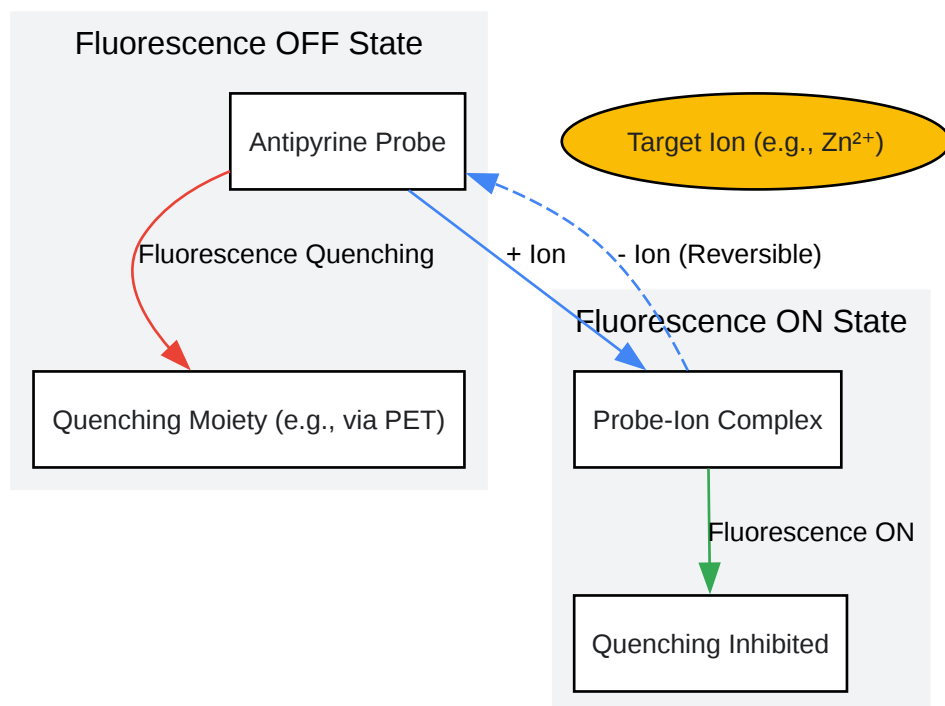 Fluorescence OFF State
Antipyrine Probe
Target Ion (e.g., Zn²⁺)
Fluorescence Quenching
+ Ion
- Ion (Reversible)
Fluorescence ON State
Quenching Moiety (e.g., via PET)
Probe-Ion Complex
Fluorescence ON
Quenching Inhibited